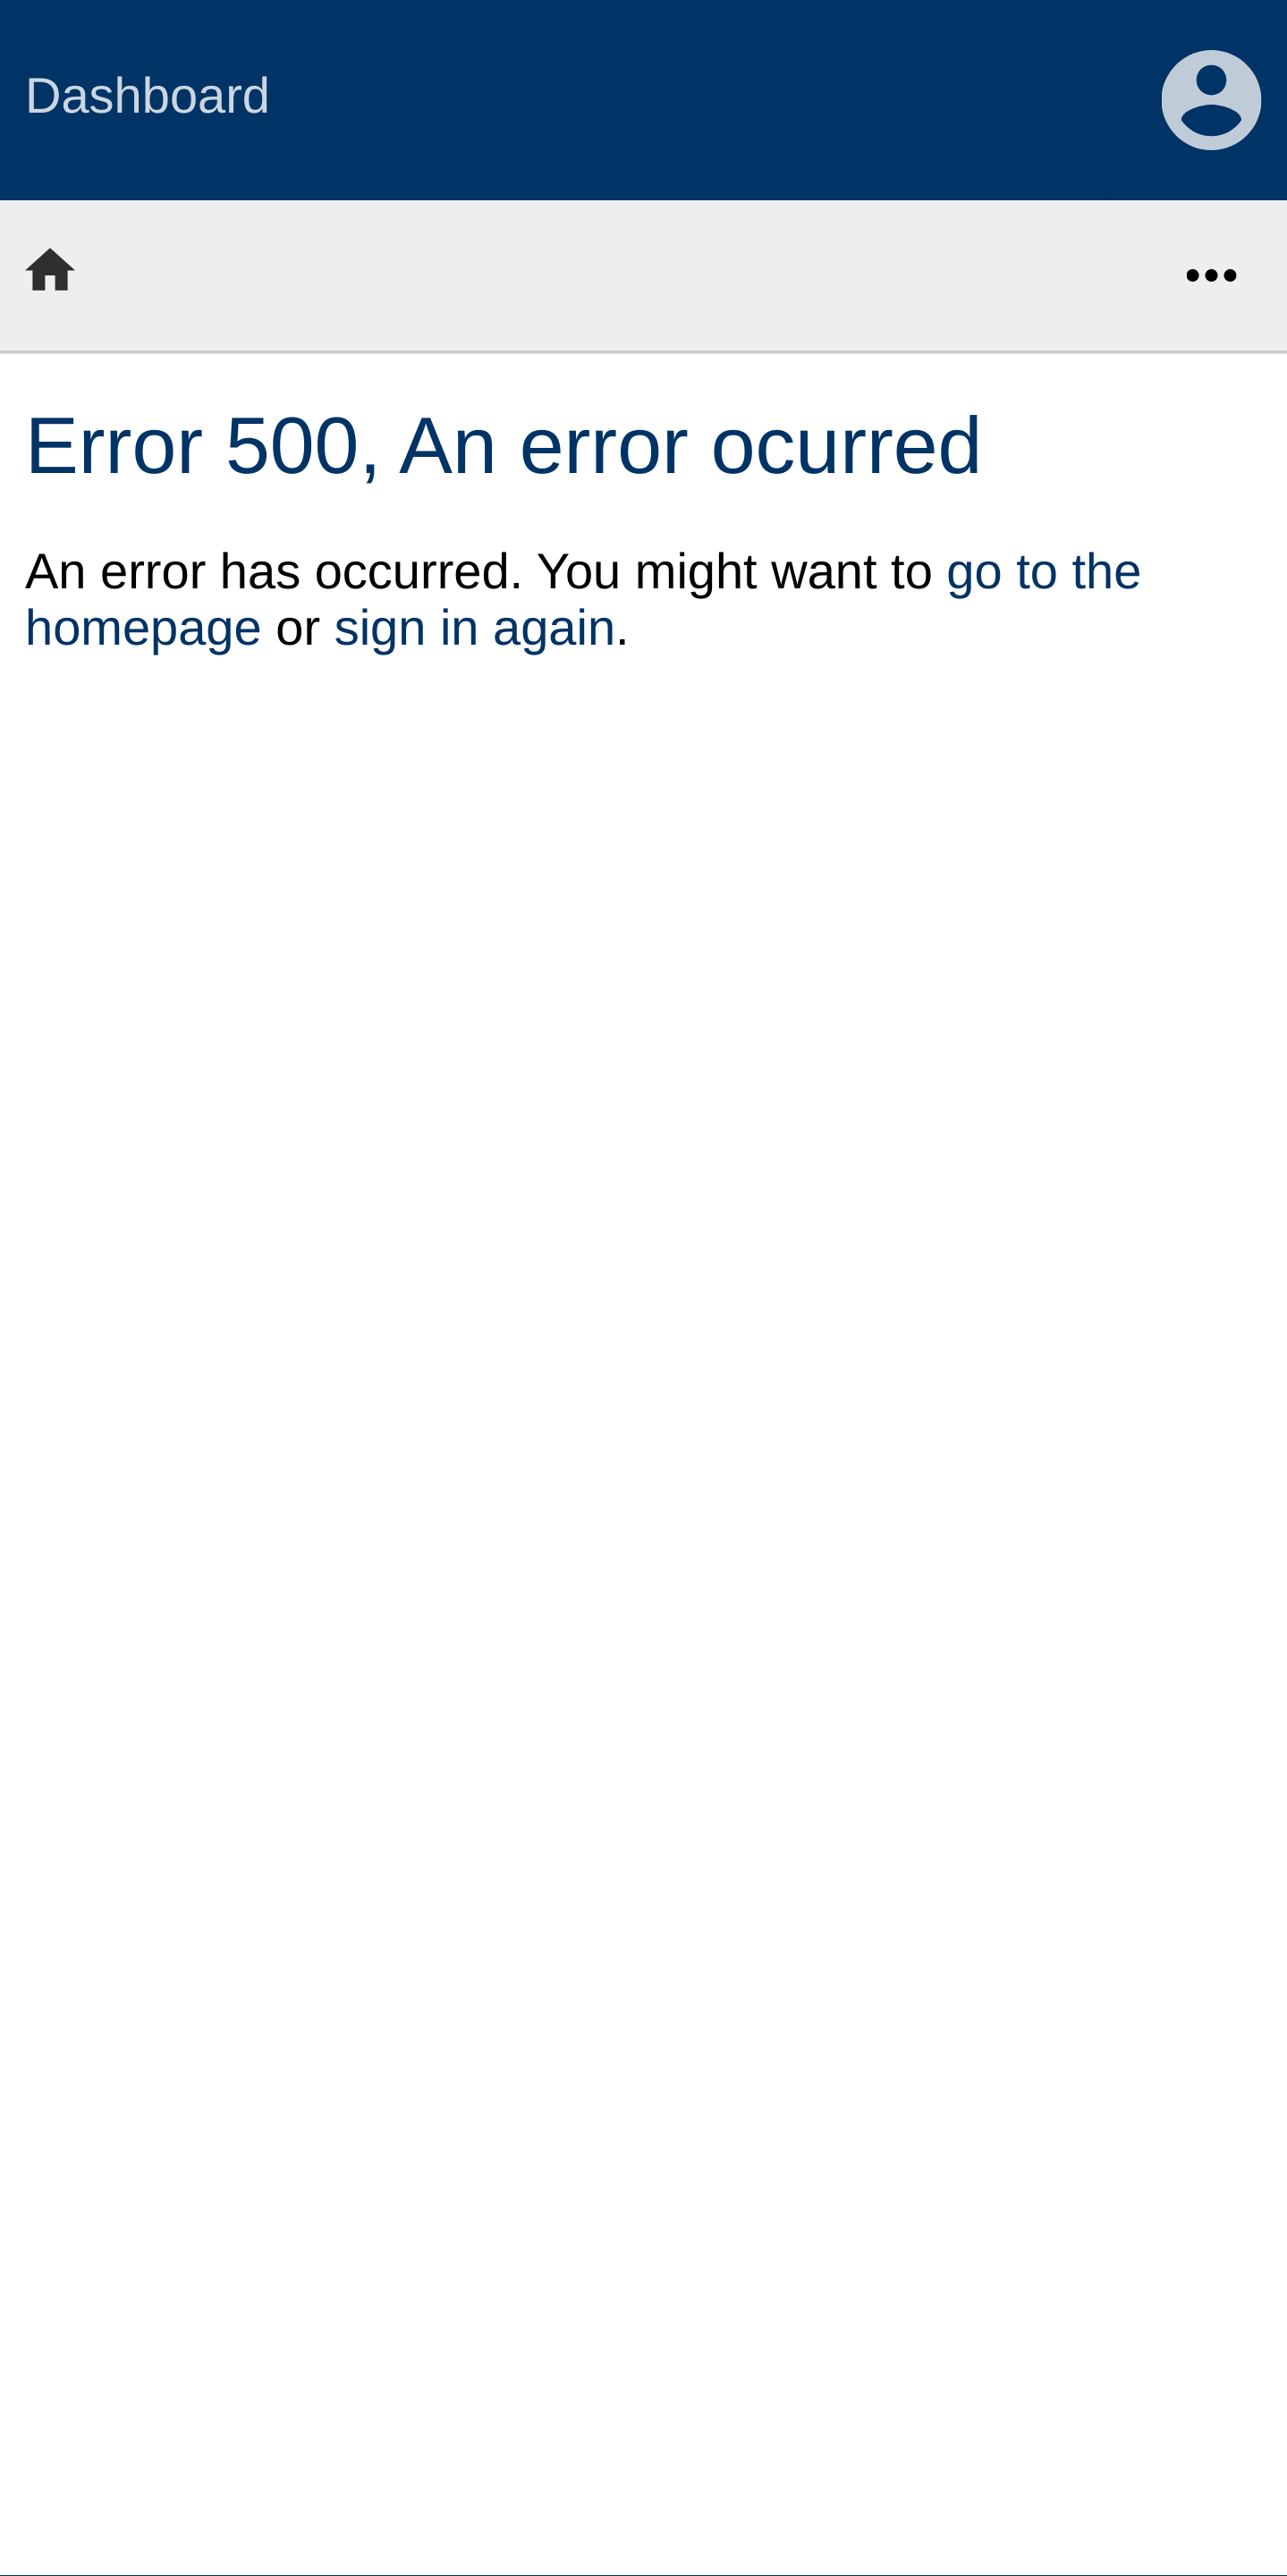 Dashboard
Error 500, An error ocurred
An error has occurred. You might want to go to the
homepage or sign in again.